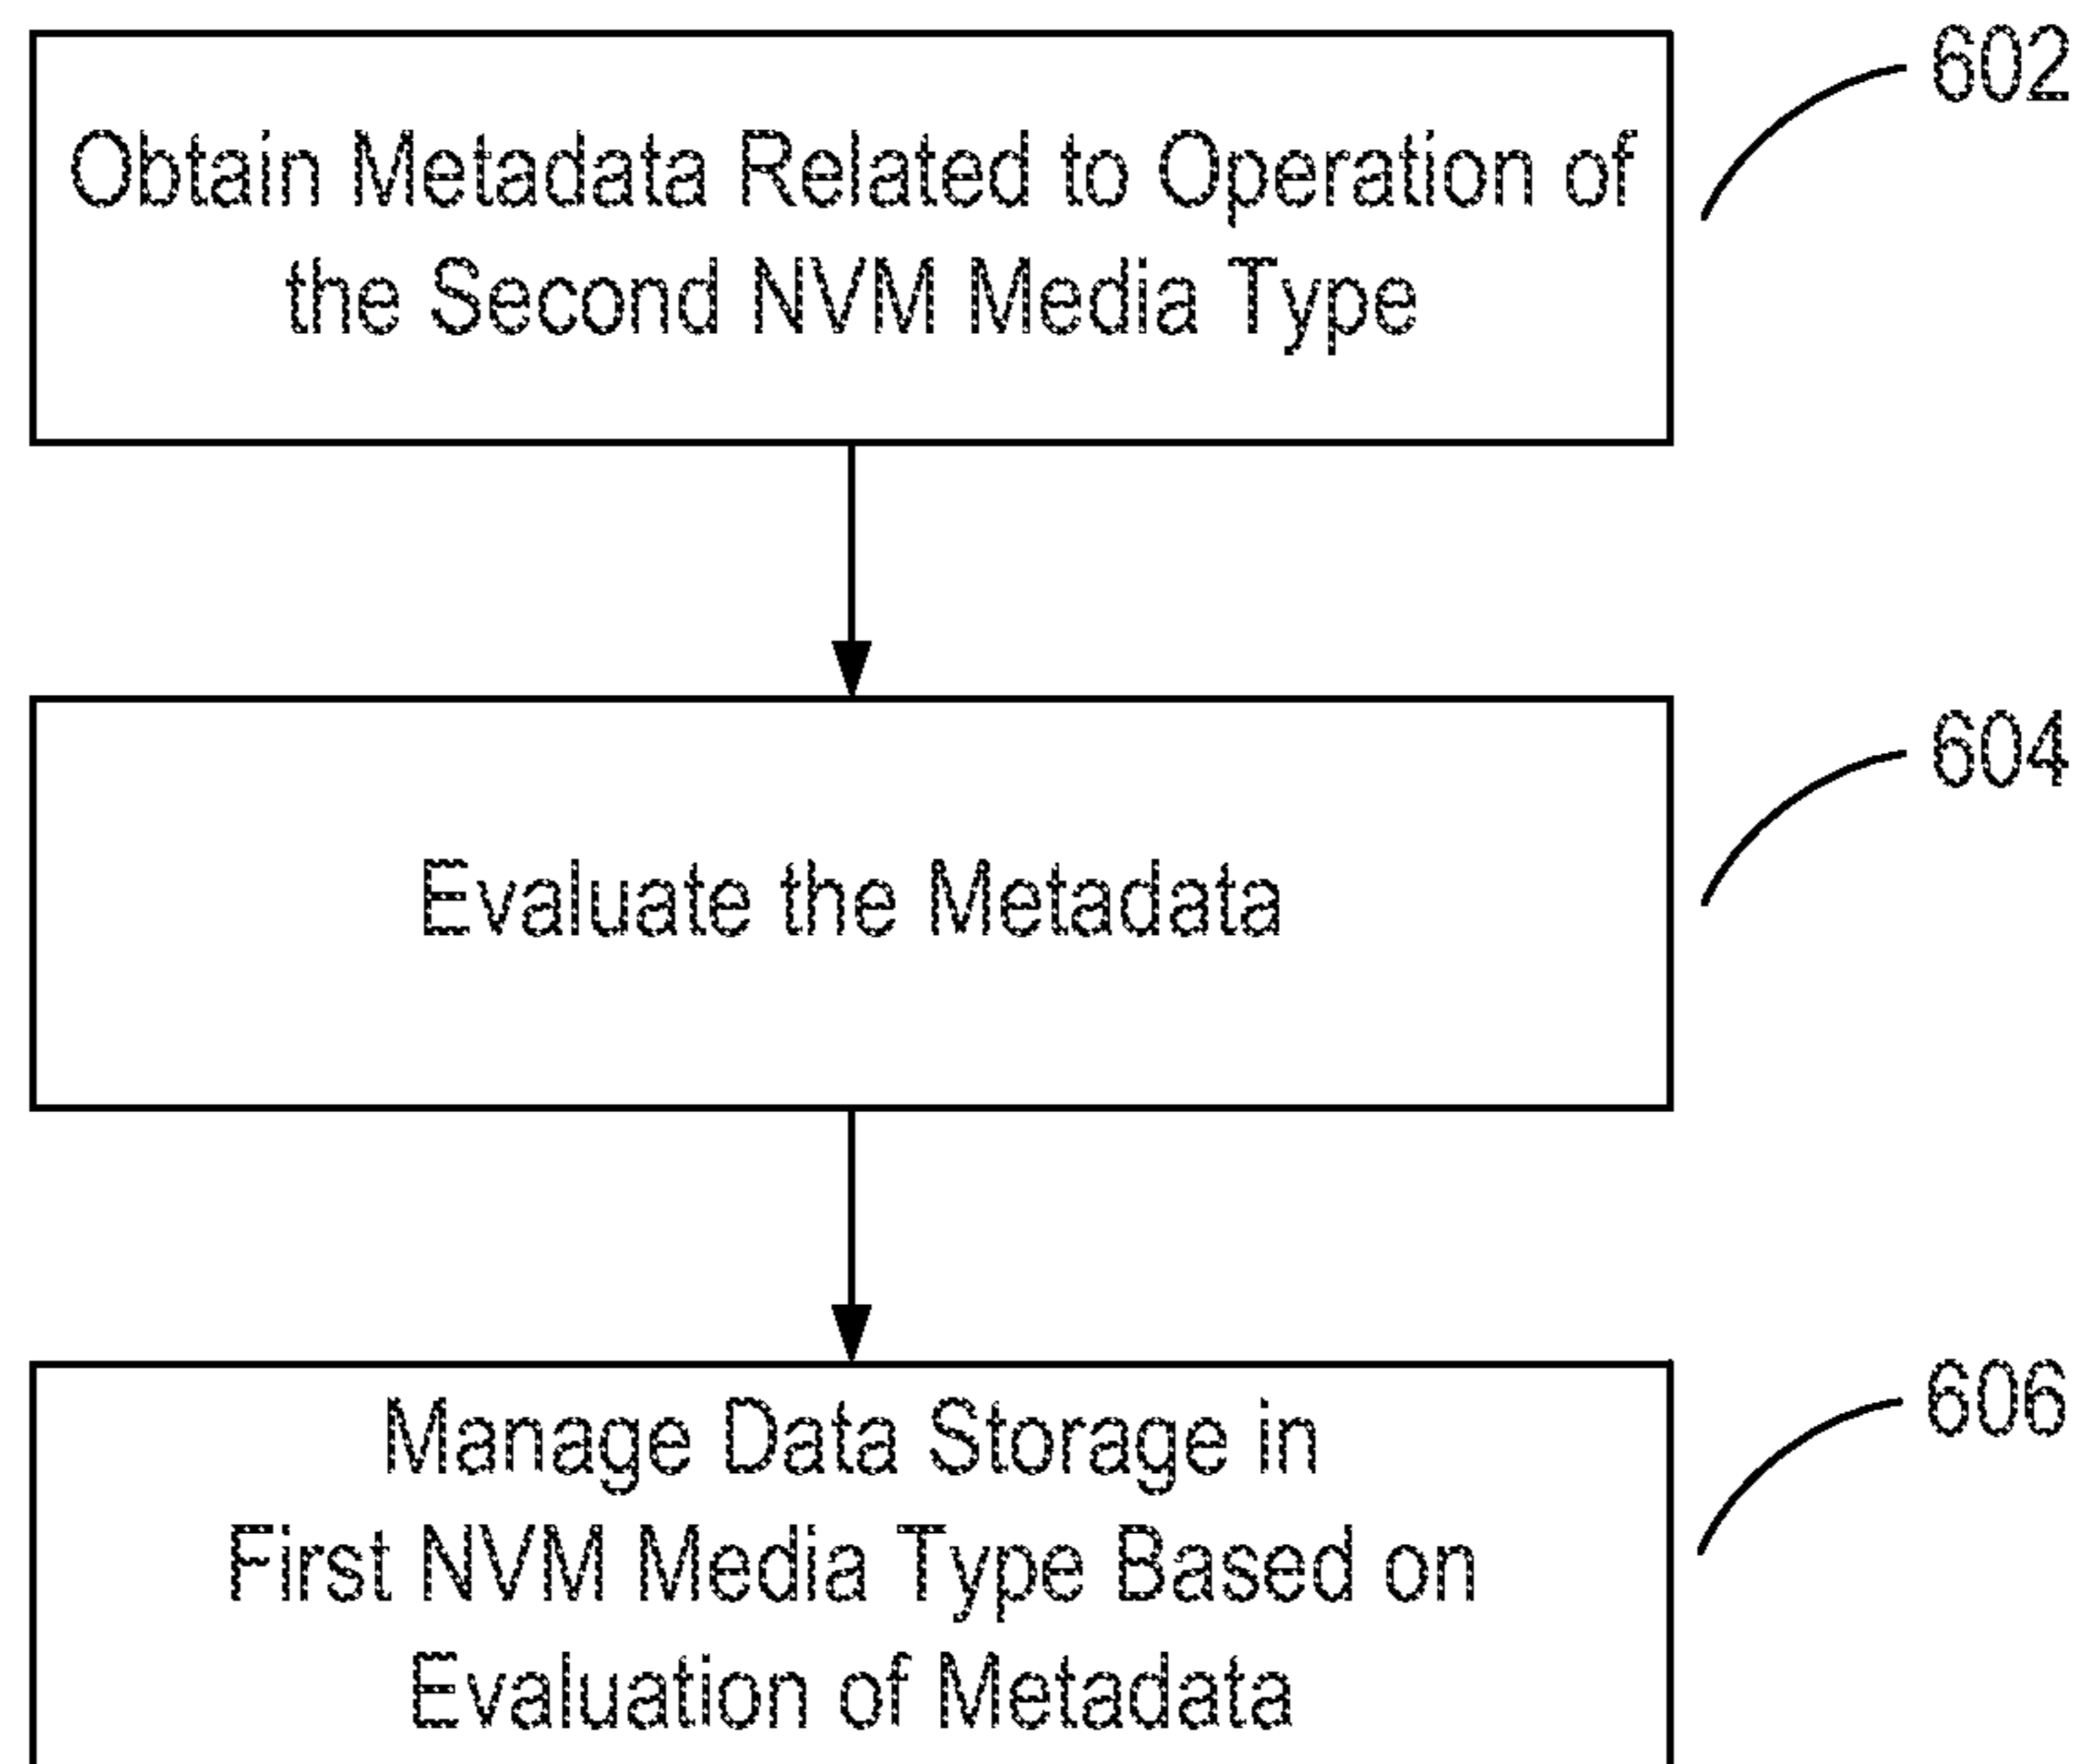 602
Obtain Metadata Related to Operation of
the Second NVM Media Type
604
Evaluate the Metadata
606
Manage Data Storage in
First NVM Media Type Based on
Evaluation of Metadata